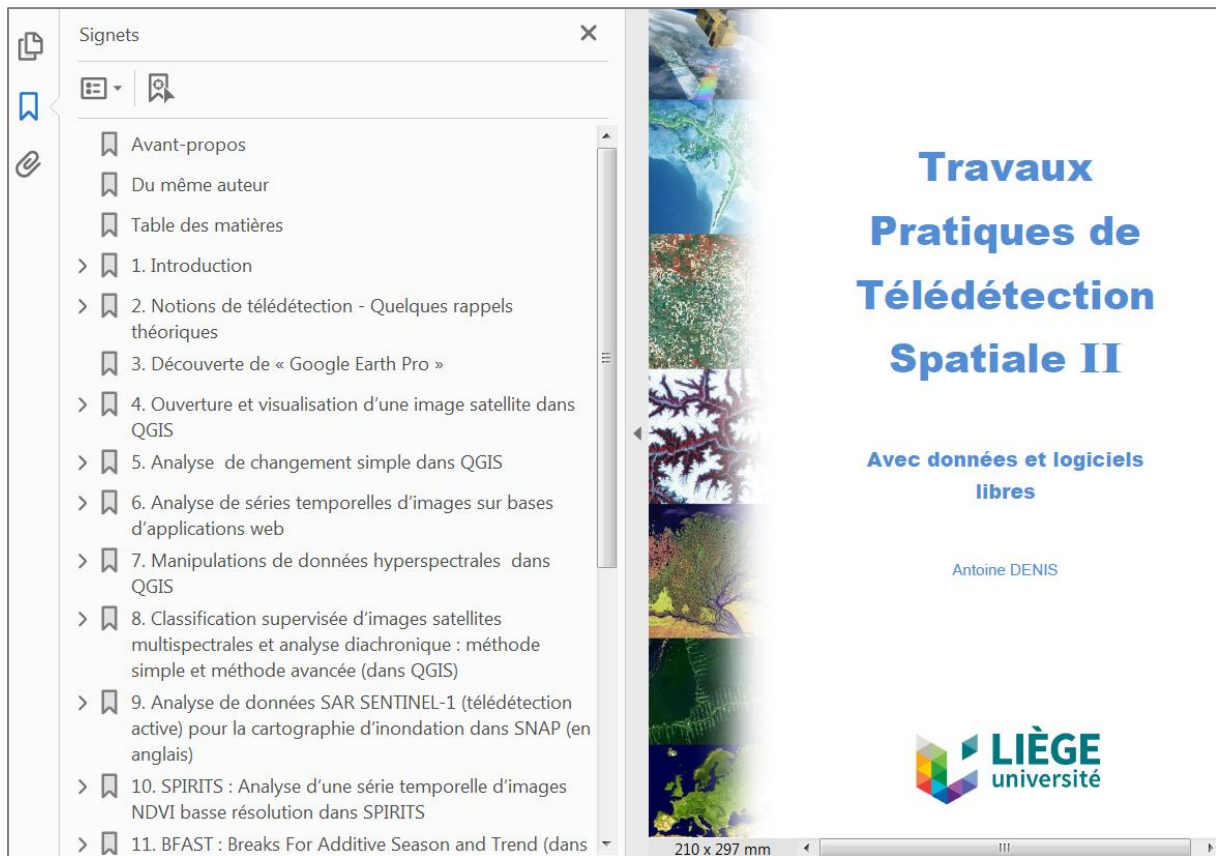 Signets
Avant-propos
Du même auteur
Table des matières
1. Introduction
2. Notions de télédétection - Quelques rappels
théoriques
3. Découverte de « Google Earth Pro »
4. Ouverture et visualisation d'une image satellite dans
QGIS
5. Analyse  de changement simple dans QGIS
6. Analyse de séries temporelles d'images sur bases
d'applications web
7. Manipulations de données hyperspectrales  dans
QGIS
8. Classification supervisée d'images satellites
multispectrales et analyse diachronique : méthode
simple et méthode avancée (dans QGIS)
9. Analyse de données SAR SENTINEL-1 (télédétection
active) pour la cartographie d'inondation dans SNAP (en
anglais)
10. SPIRITS : Analyse d'une série temporelle d'images
NDVI basse résolution dans SPIRITS
11. BFAST : Breaks For Additive Season and Trend (dans
Travaux
Pratiques de
Télédétection
Spatiale II
Avec données et logiciels
libres
Antoine DENIS
LIÈGE
université
210 x 297 mm